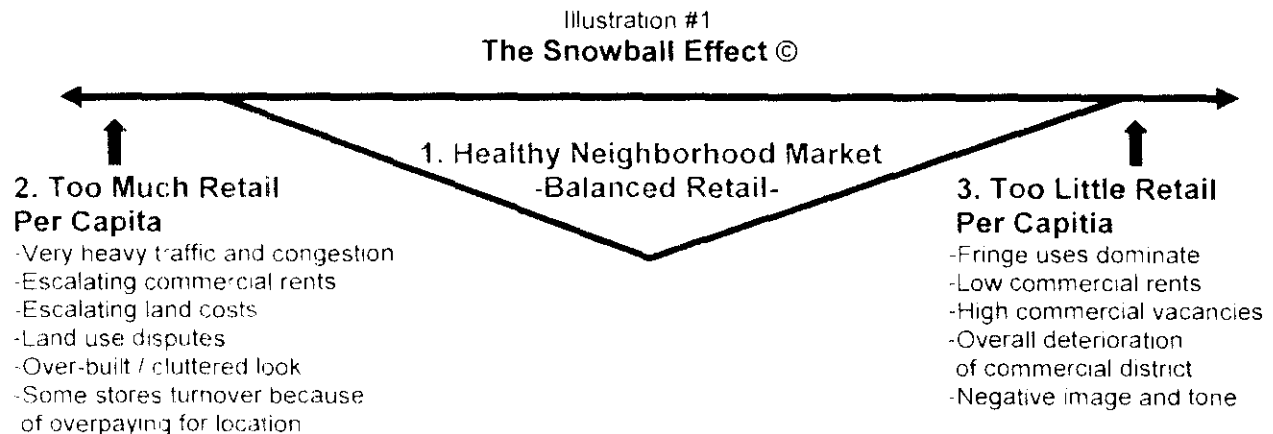 Illustration #1
The Snowball Effect ©
1. Healthy Neighborhood Market
-Balanced Retail-
2. Too Much Retail
Per Capita
-Very heavy traffic and congestion
-Escalating commercial rents
-Escalating land costs
-Land use disputes
-Over-built / cluttered look
-Some stores turnover because
of overpaying for location
3. Too Little Retail
Per Capitia
-Fringe uses dominate
-Low commercial rents
-High commercial vacancies
-Overall deterioration
of commercial district
-Negative image and tone